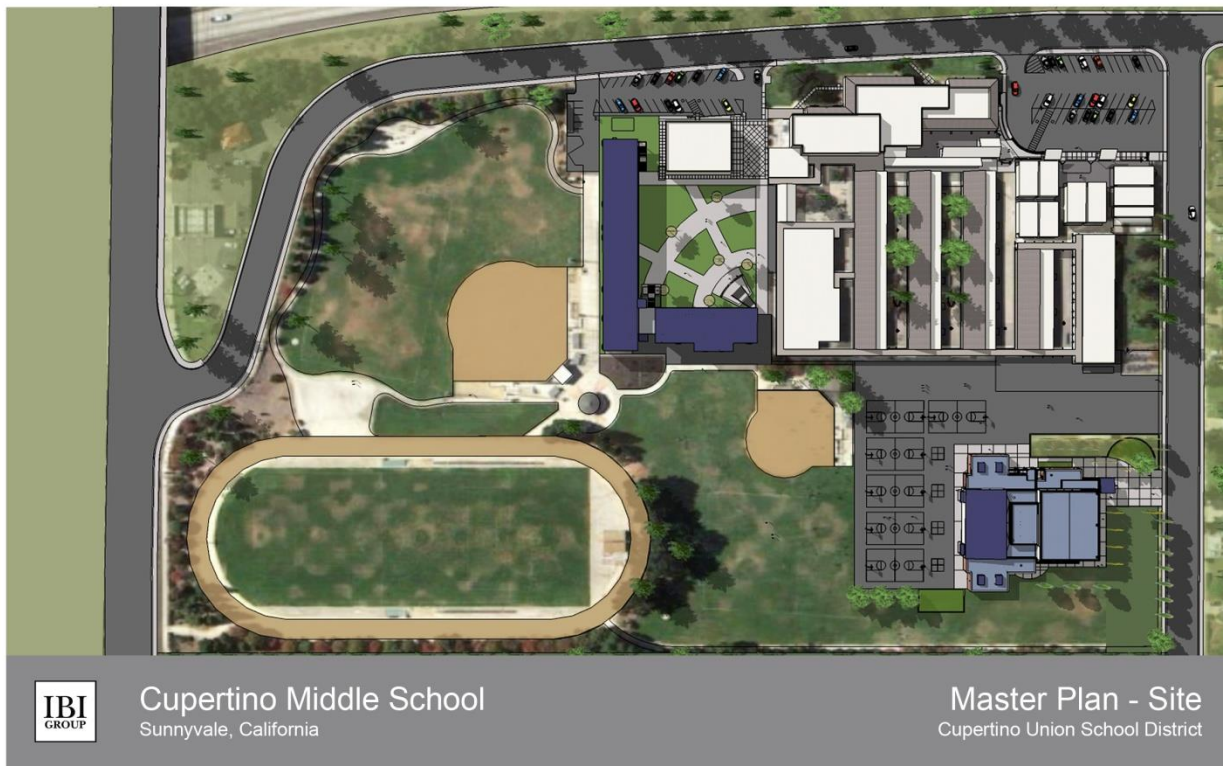 IBI
GROUP
Cupertino Middle School
Sunnyvale, California
Master Plan - Site
Cupertino Union School District